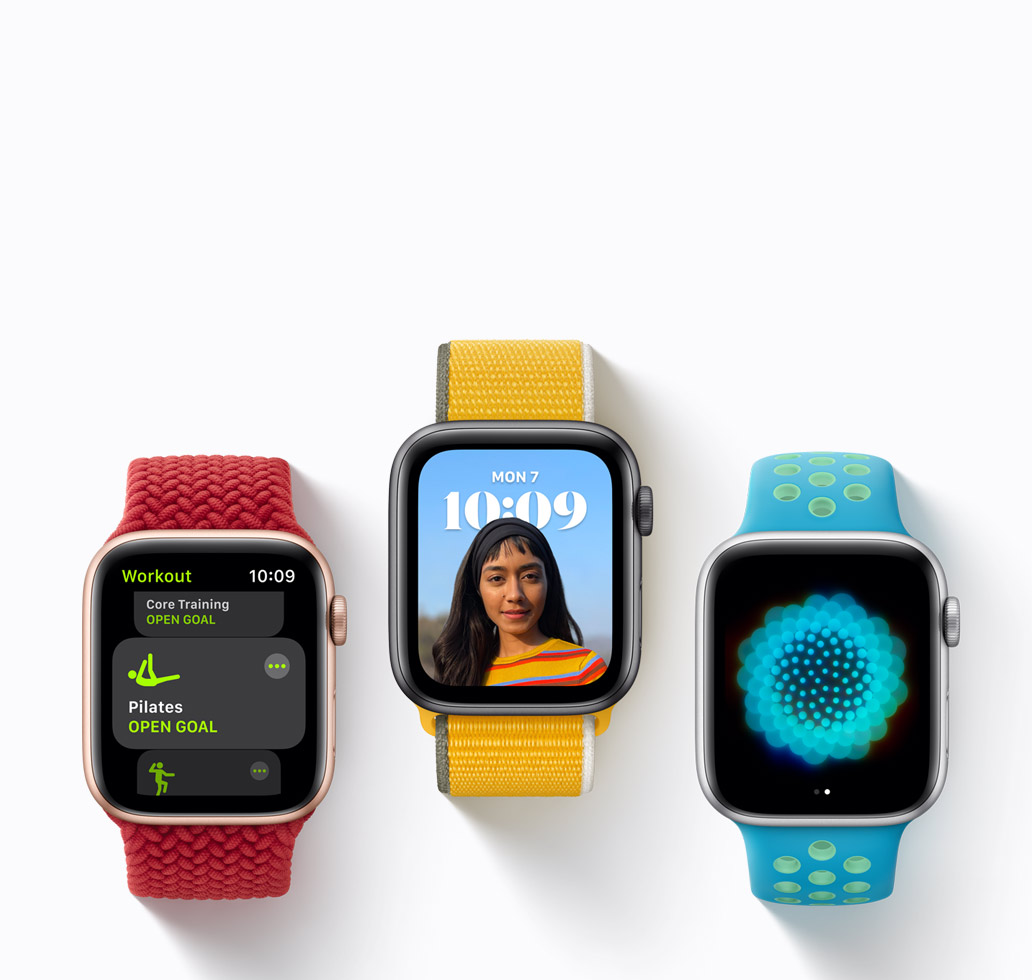 Workout 10:09
Core Training
OPEN GOAL
Pilates
OPEN GOAL
MON 7
10:09